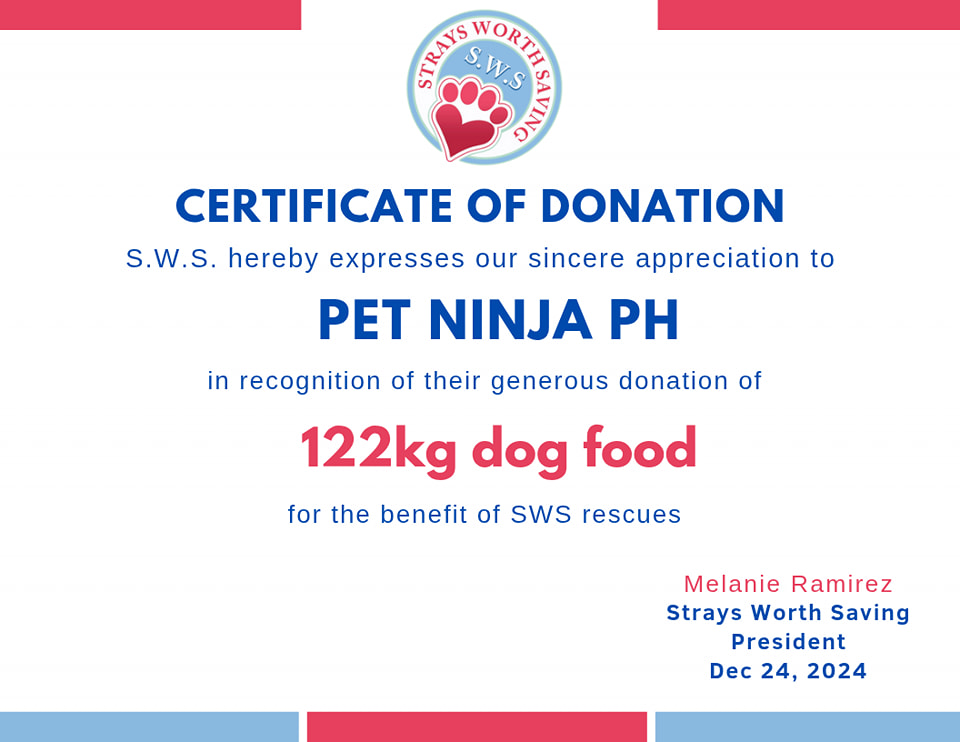 STRAYS WORTH SAVING
S.W.S
CERTIFICATE OF DONATION
S.W.S. hereby expresses our sincere appreciation to
PET NINJA PH
in recognition of their generous donation of
122kg dog food
for the benefit of SWS rescues
Melanie Ramirez
Strays Worth Saving
President
Dec 24, 2024